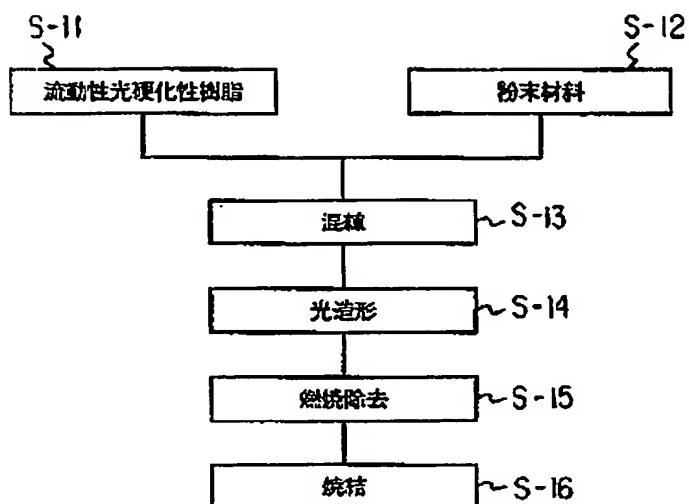 S-11
S-12
流動性光硬化性樹脂
粉末材料
混練
S-13
光造形
S-14
燃焼除去
S-15
焼結
S-16